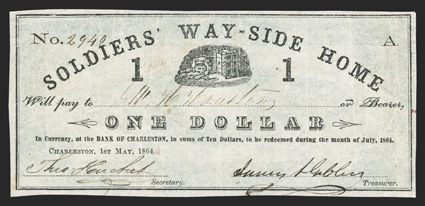 No. 2940 A
SOLDIERS' WAY-SIDE HOME
1 1
Will pay to W. H. Houston or Bearer,
ONE DOLLAR
In Currency, at the BANK OF CHARLESTON, in sums of Ten Dollars, to be redeemed during the month of July, 1864.
CHARLESTON, 1ST MAY, 1864.
Secretary. Treasurer.